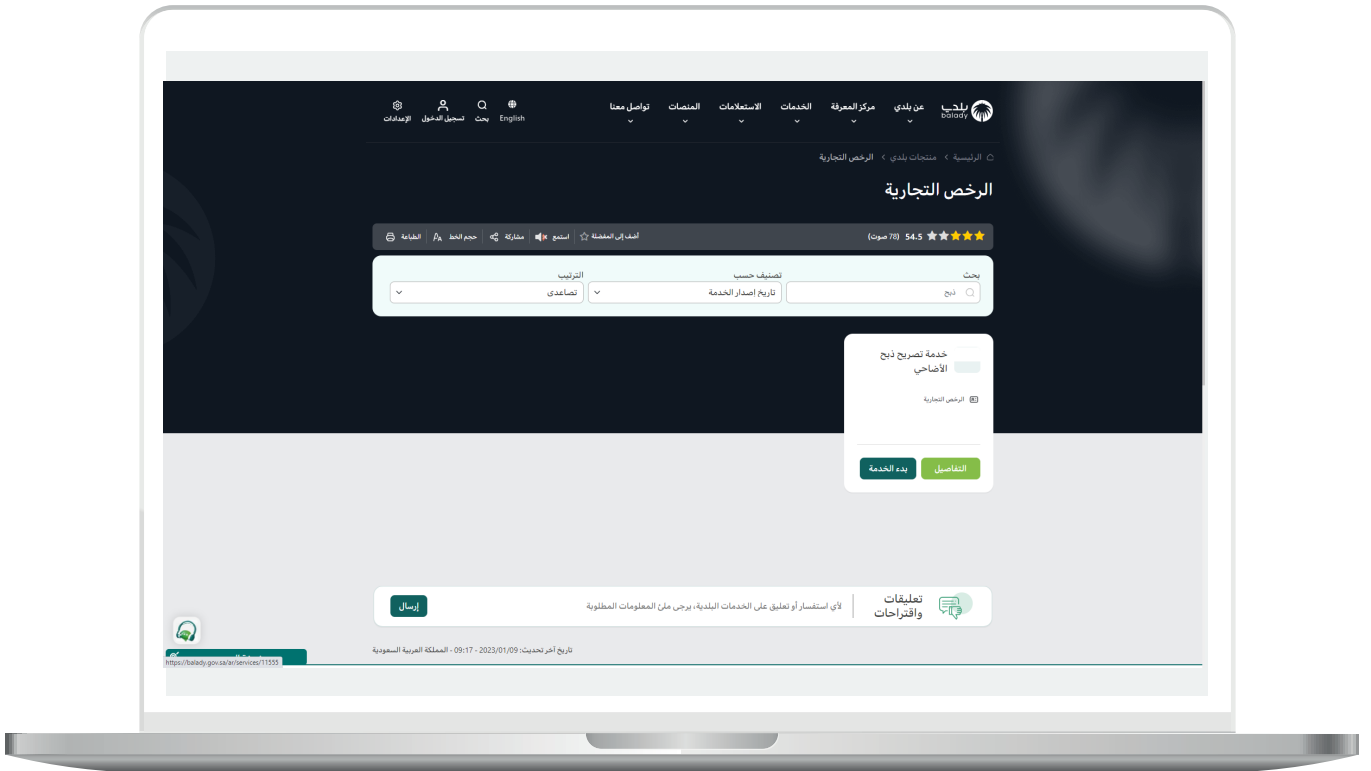 بلدي
balady
عن بلدي
مركز المعرفة
الخدمات
الاستعلامات
المنصات
تواصل معنا
English
بحث
تسجيل الدخول
الإعدادات
الرئيسية > منتجات بلدي > الرخص التجارية
الرخص التجارية
54.5 (78 صوت)
أضف إلى المفضلة
استمع
مشاركة
حجم الخط
الطباعة
بحث
تصنيف حسب
الترتيب
ذبح
تاريخ إصدار الخدمة
تصاعدي
خدمة تصريح ذبح
الأضاحي
الرخص التجارية
التفاصيل
بدء الخدمة
تعليقات
واقتراحات
لأي استفسار أو تعليق على الخدمات البلدية، يرجى ملئ المعلومات المطلوبة
إرسال
تاريخ آخر تحديث: 2023/01/09 - 09:17 - المملكة العربية السعودية
https://balady.gov.sa/ar/services/11555